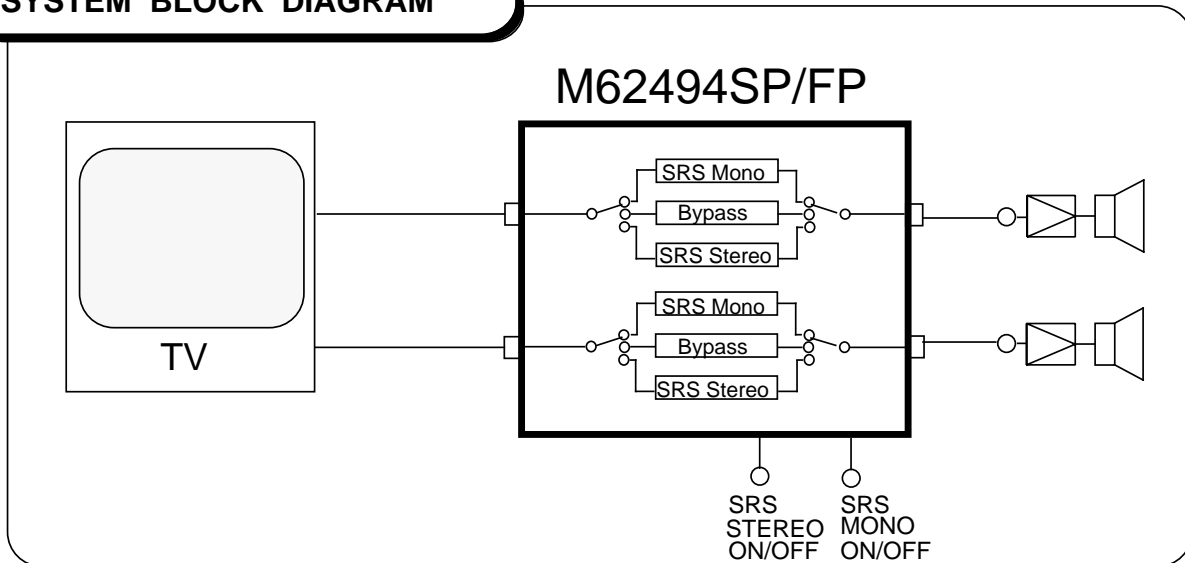 SYSTEM BLOCK DIAGRAM
M62494SP/FP
SRS Mono
Bypass
SRS Stereo
SRS Mono
Bypass
SRS Stereo
TV
SRS
STEREO
ON/OFF
SRS
MONO
ON/OFF